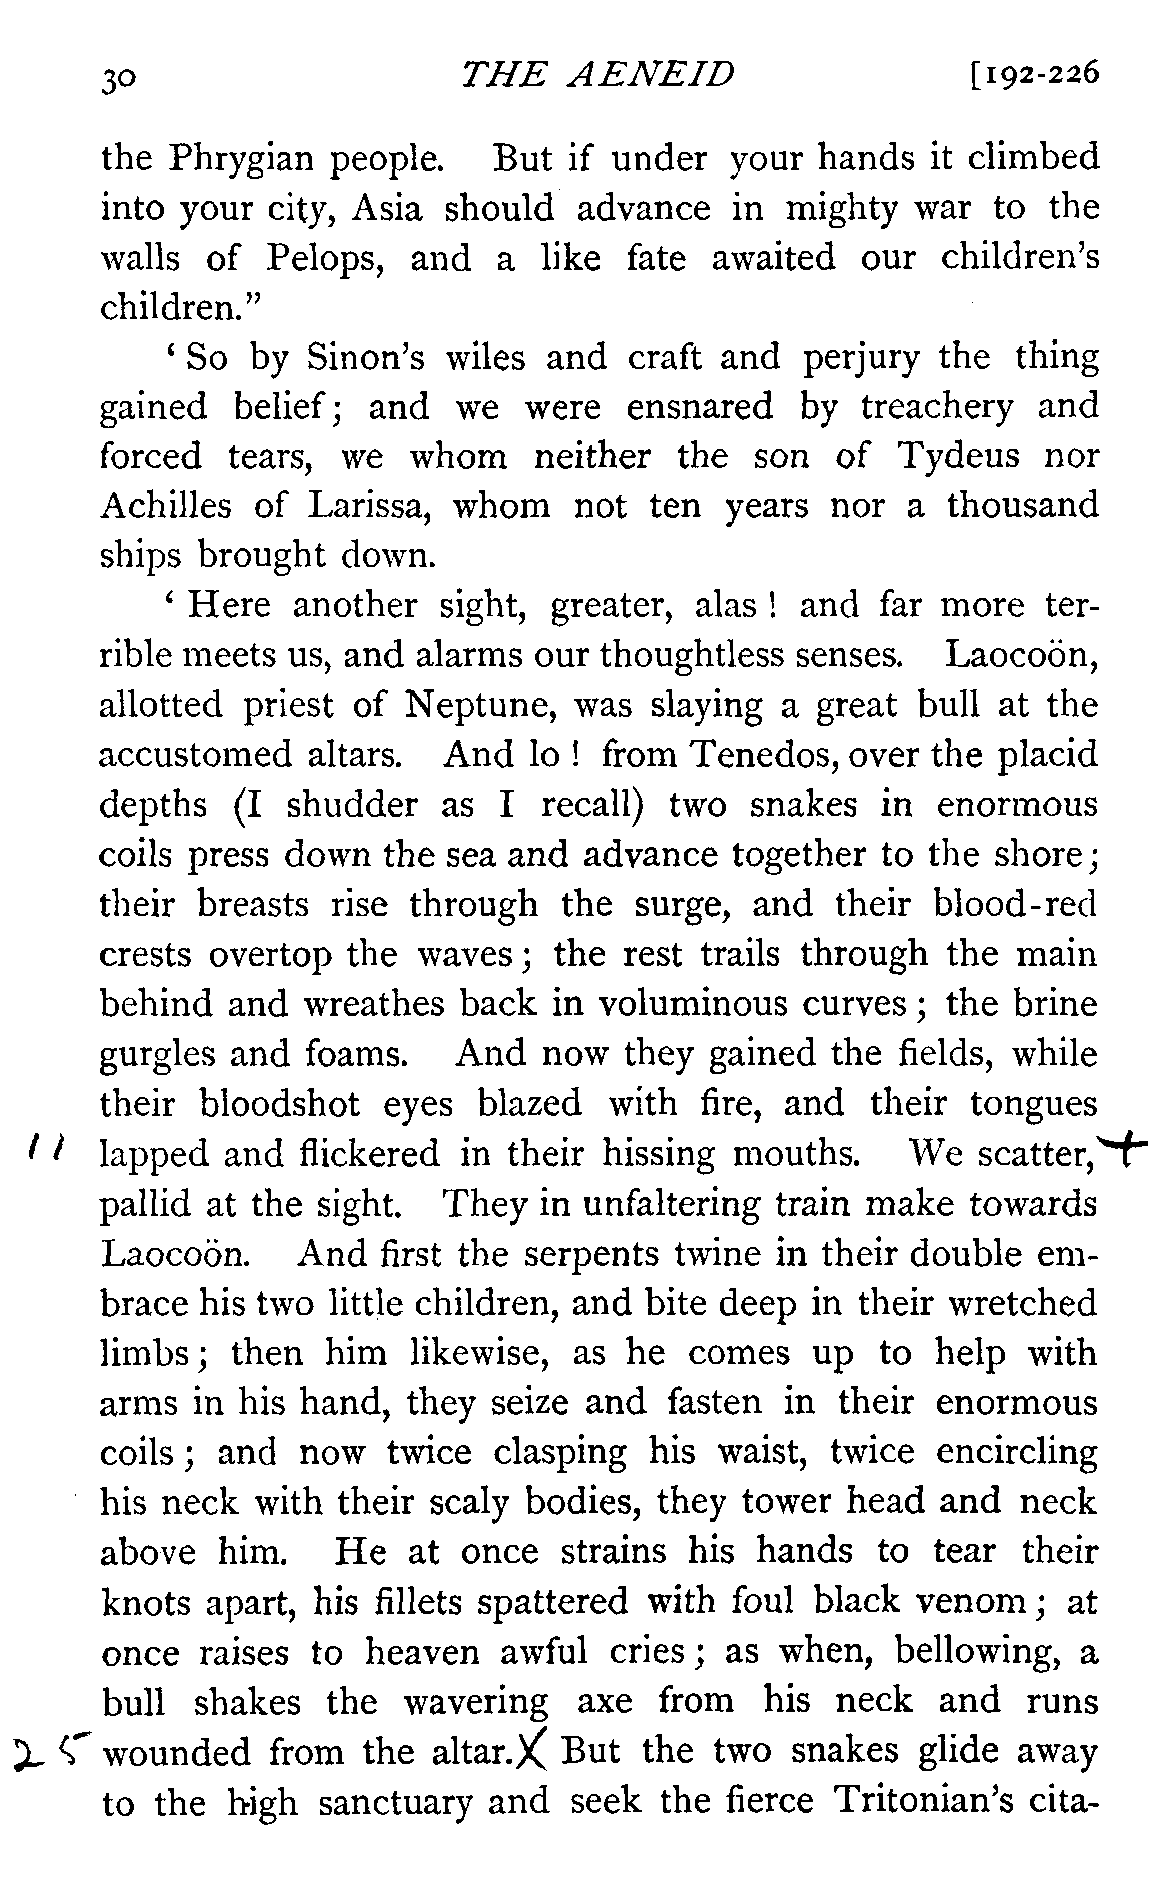 30 THE AENEID [192-226
the Phrygian people. But if under your hands it climbed
into your city, Asia should advance in mighty war to the
walls of Pelops, and a like fate awaited our children's
children."
‘ So by Sinon's wiles and craft and perjury the thing
gained belief; and we were ensnared by treachery and
forced tears, we whom neither the son of Tydeus nor
Achilles of Larissa, whom not ten years nor a thousand
ships brought down.
‘ Here another sight, greater, alas ! and far more ter-
rible meets us, and alarms our thoughtless senses. Laocoön,
allotted priest of Neptune, was slaying a great bull at the
accustomed altars. And lo ! from Tenedos, over the placid
depths (I shudder as I recall) two snakes in enormous
coils press down the sea and advance together to the shore;
their breasts rise through the surge, and their blood-red
crests overtop the waves ; the rest trails through the main
behind and wreathes back in voluminous curves ; the brine
gurgles and foams. And now they gained the fields, while
their bloodshot eyes blazed with fire, and their tongues
11 lapped and flickered in their hissing mouths. We scatter, +
pallid at the sight. They in unfaltering train make towards
Laocoön. And first the serpents twine in their double em-
brace his two little children, and bite deep in their wretched
limbs ; then him likewise, as he comes up to help with
arms in his hand, they seize and fasten in their enormous
coils ; and now twice clasping his waist, twice encircling
his neck with their scaly bodies, they tower head and neck
above him. He at once strains his hands to tear their
knots apart, his fillets spattered with foul black venom ; at
once raises to heaven awful cries ; as when, bellowing, a
bull shakes the wavering axe from his neck and runs
25 wounded from the altar. X But the two snakes glide away
to the high sanctuary and seek the fierce Tritonian's cita-